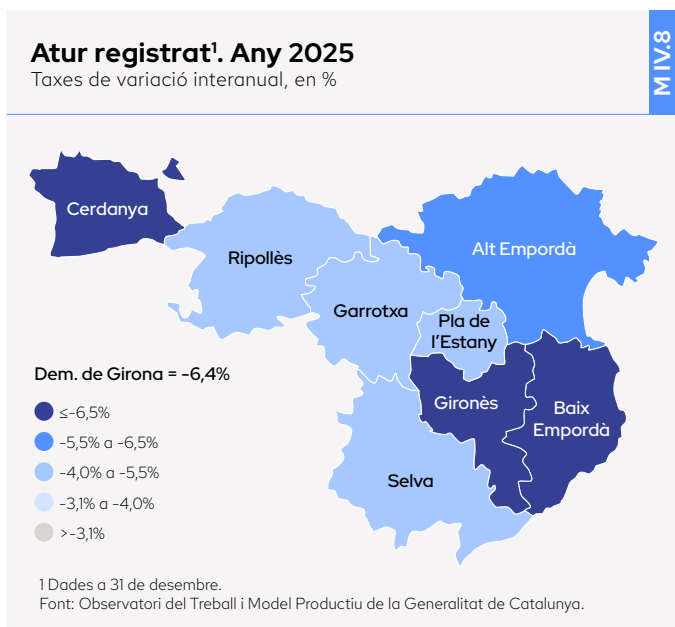 Atur registrat¹. Any 2025
Taxes de variació interanual, en %
M IV.8
Cerdanya
Ripollès
Alt Empordà
Garrotxa
Pla de
l'Estany
Dem. de Girona = -6,4%
Gironès
Baix
Empordà
Selva
≤-6,5%
-5,5% a -6,5%
-4,0% a -5,5%
-3,1% a -4,0%
>-3,1%
1 Dades a 31 de desembre.
Font: Observatori del Treball i Model Productiu de la Generalitat de Catalunya.